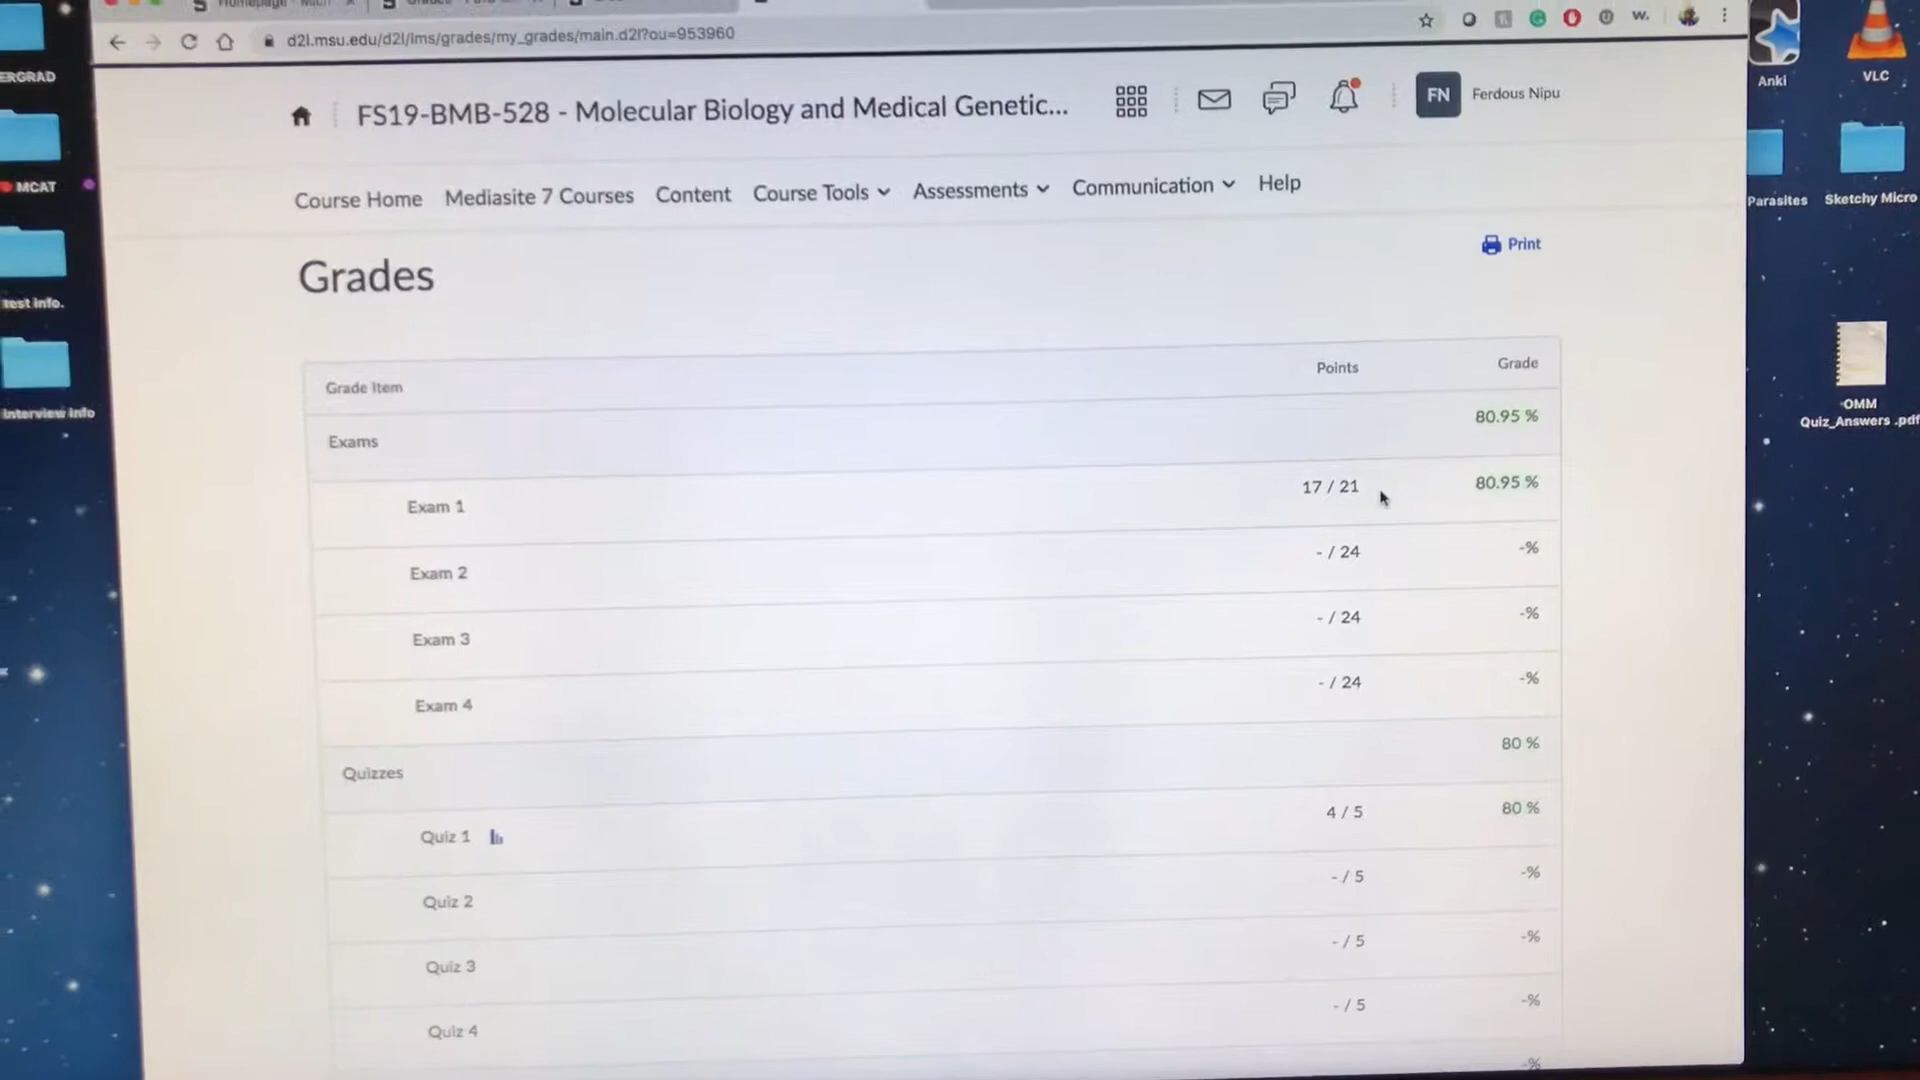 d2l.msu.edu/d2l/lms/grades/my_grades/main.d2l?ou=953960
W.
ERGRAD
Anki
VLC
FS19-BMB-528 - Molecular Biology and Medical Genetic...
FN
Ferdous Nipu
MCAT
Course Home
Mediasite 7 Courses
Content
Course Tools
Assessments
Communication
Help
Parasites
Sketchy Micro
Print
Grades
Test info.
Grade Item
Points
Grade
Interview Info
OMM
Quiz_Answers .pdf
Exams
80.95 %
Exam 1
17 / 21
80.95 %
Exam 2
- / 24
-%
Exam 3
- / 24
-%
Exam 4
- / 24
-%
Quizzes
80 %
Quiz 1
4 / 5
80 %
Quiz 2
- / 5
-%
Quiz 3
- / 5
-%
Quiz 4
- / 5
-%
-%